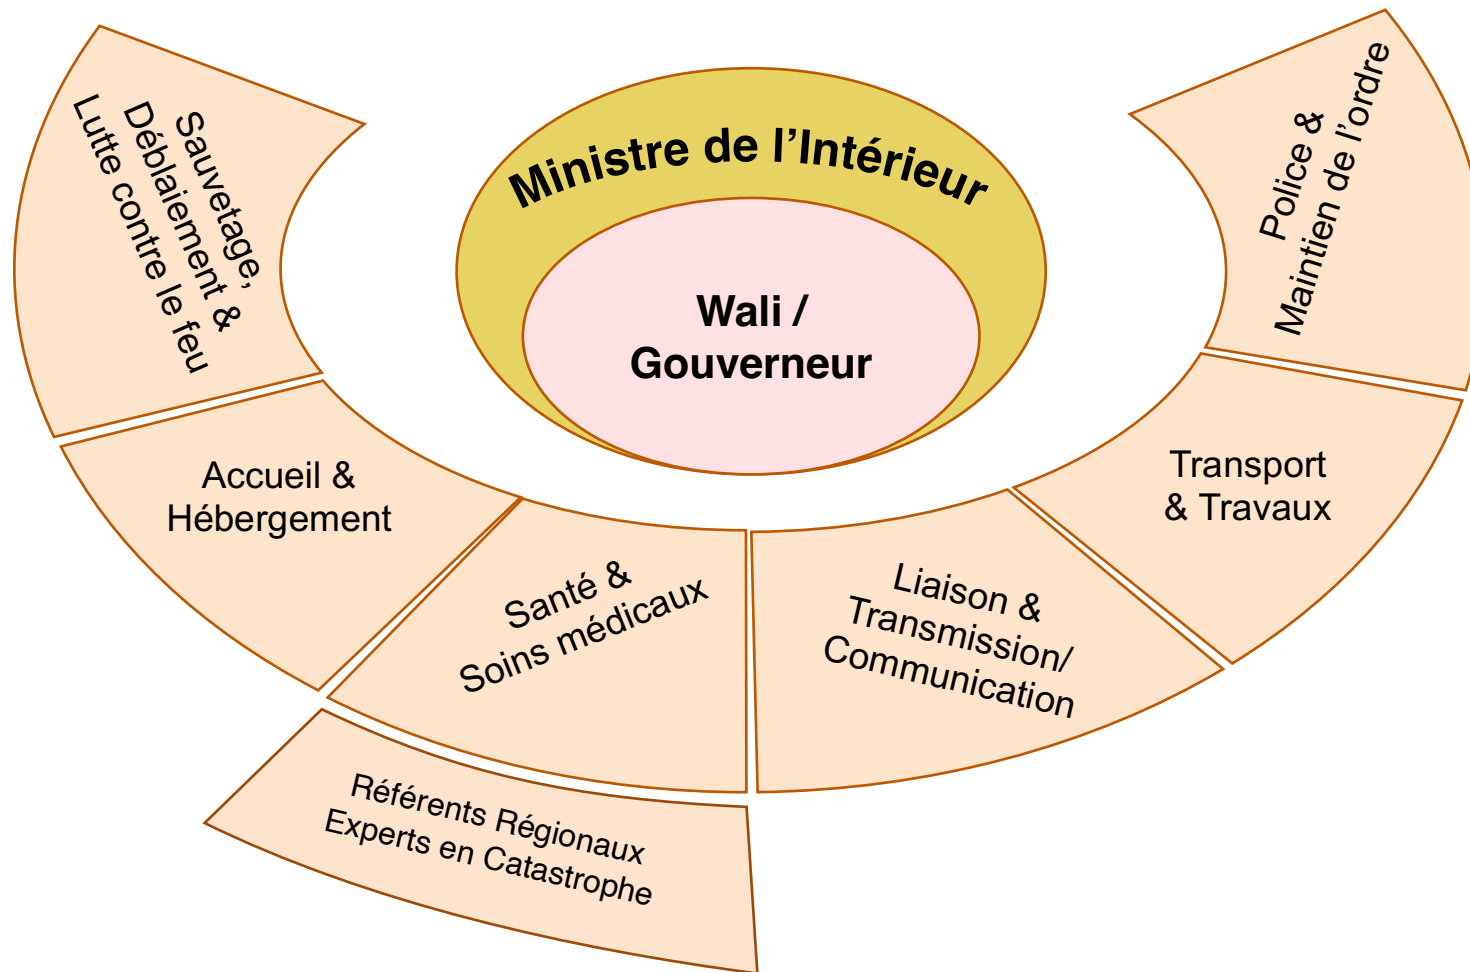 Ministre de l’Intérieur
Wali /
Gouverneur
Sauvetage,
Déblaiement &
Lutte contre le feu
Accueil &
Hébergement
Santé &
Soins médicaux
Référents Régionaux
Experts en Catastrophe
Liaison &
Transmission/
Communication
Transport
& Travaux
Police &
Maintien de l’ordre